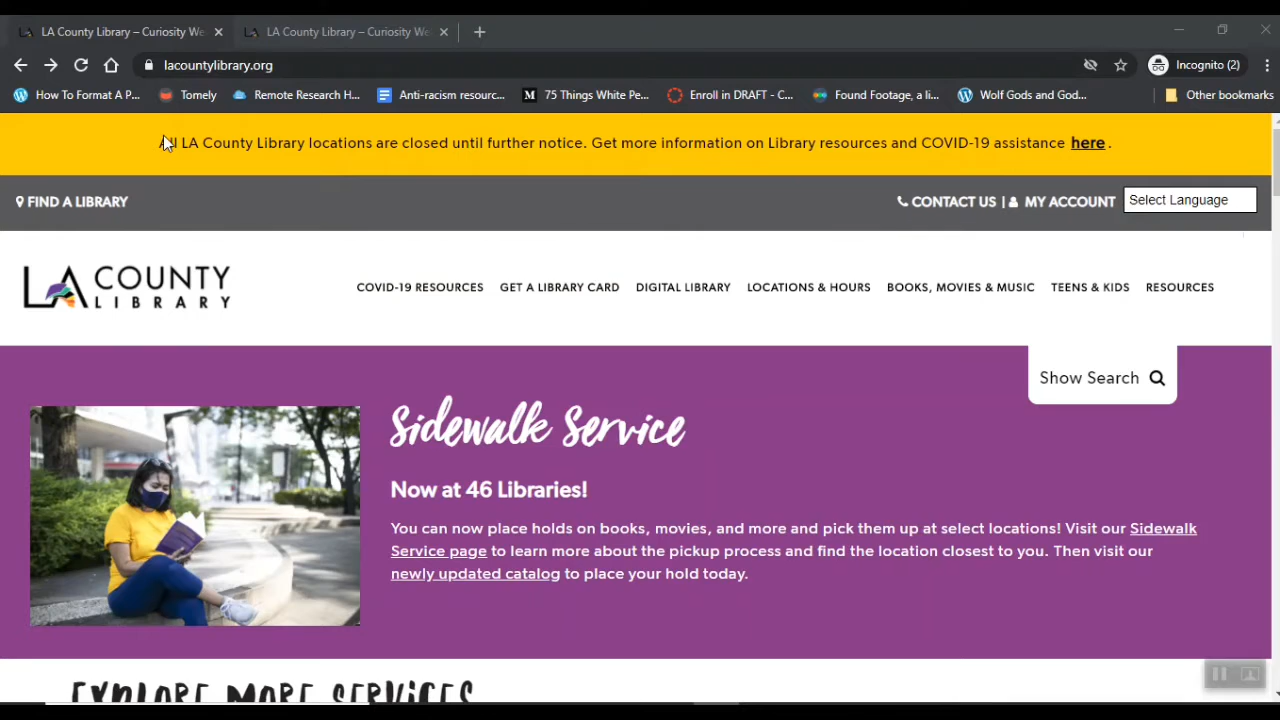 LA County Library – Curiosity We
LA County Library – Curiosity We
lacountylibrary.org
Incognito (2)
How To Format A P...
Tomely
Remote Research H...
Anti-racism resourc...
75 Things White Pe...
Enroll in DRAFT - C...
Found Footage, a li...
Wolf Gods and God...
Other bookmarks
All LA County Library locations are closed until further notice. Get more information on Library resources and COVID-19 assistance here.
FIND A LIBRARY
CONTACT US | MY ACCOUNT
Select Language
LA COUNTY
LIBRARY
COVID-19 RESOURCES
GET A LIBRARY CARD
DIGITAL LIBRARY
LOCATIONS & HOURS
BOOKS, MOVIES & MUSIC
TEENS & KIDS
RESOURCES
Show Search
Sidewalk Service
Now at 46 Libraries!
You can now place holds on books, movies, and more and pick them up at select locations! Visit our Sidewalk
Service page to learn more about the pickup process and find the location closest to you. Then visit our
newly updated catalog to place your hold today.
EXPLORE MORE SERVICES